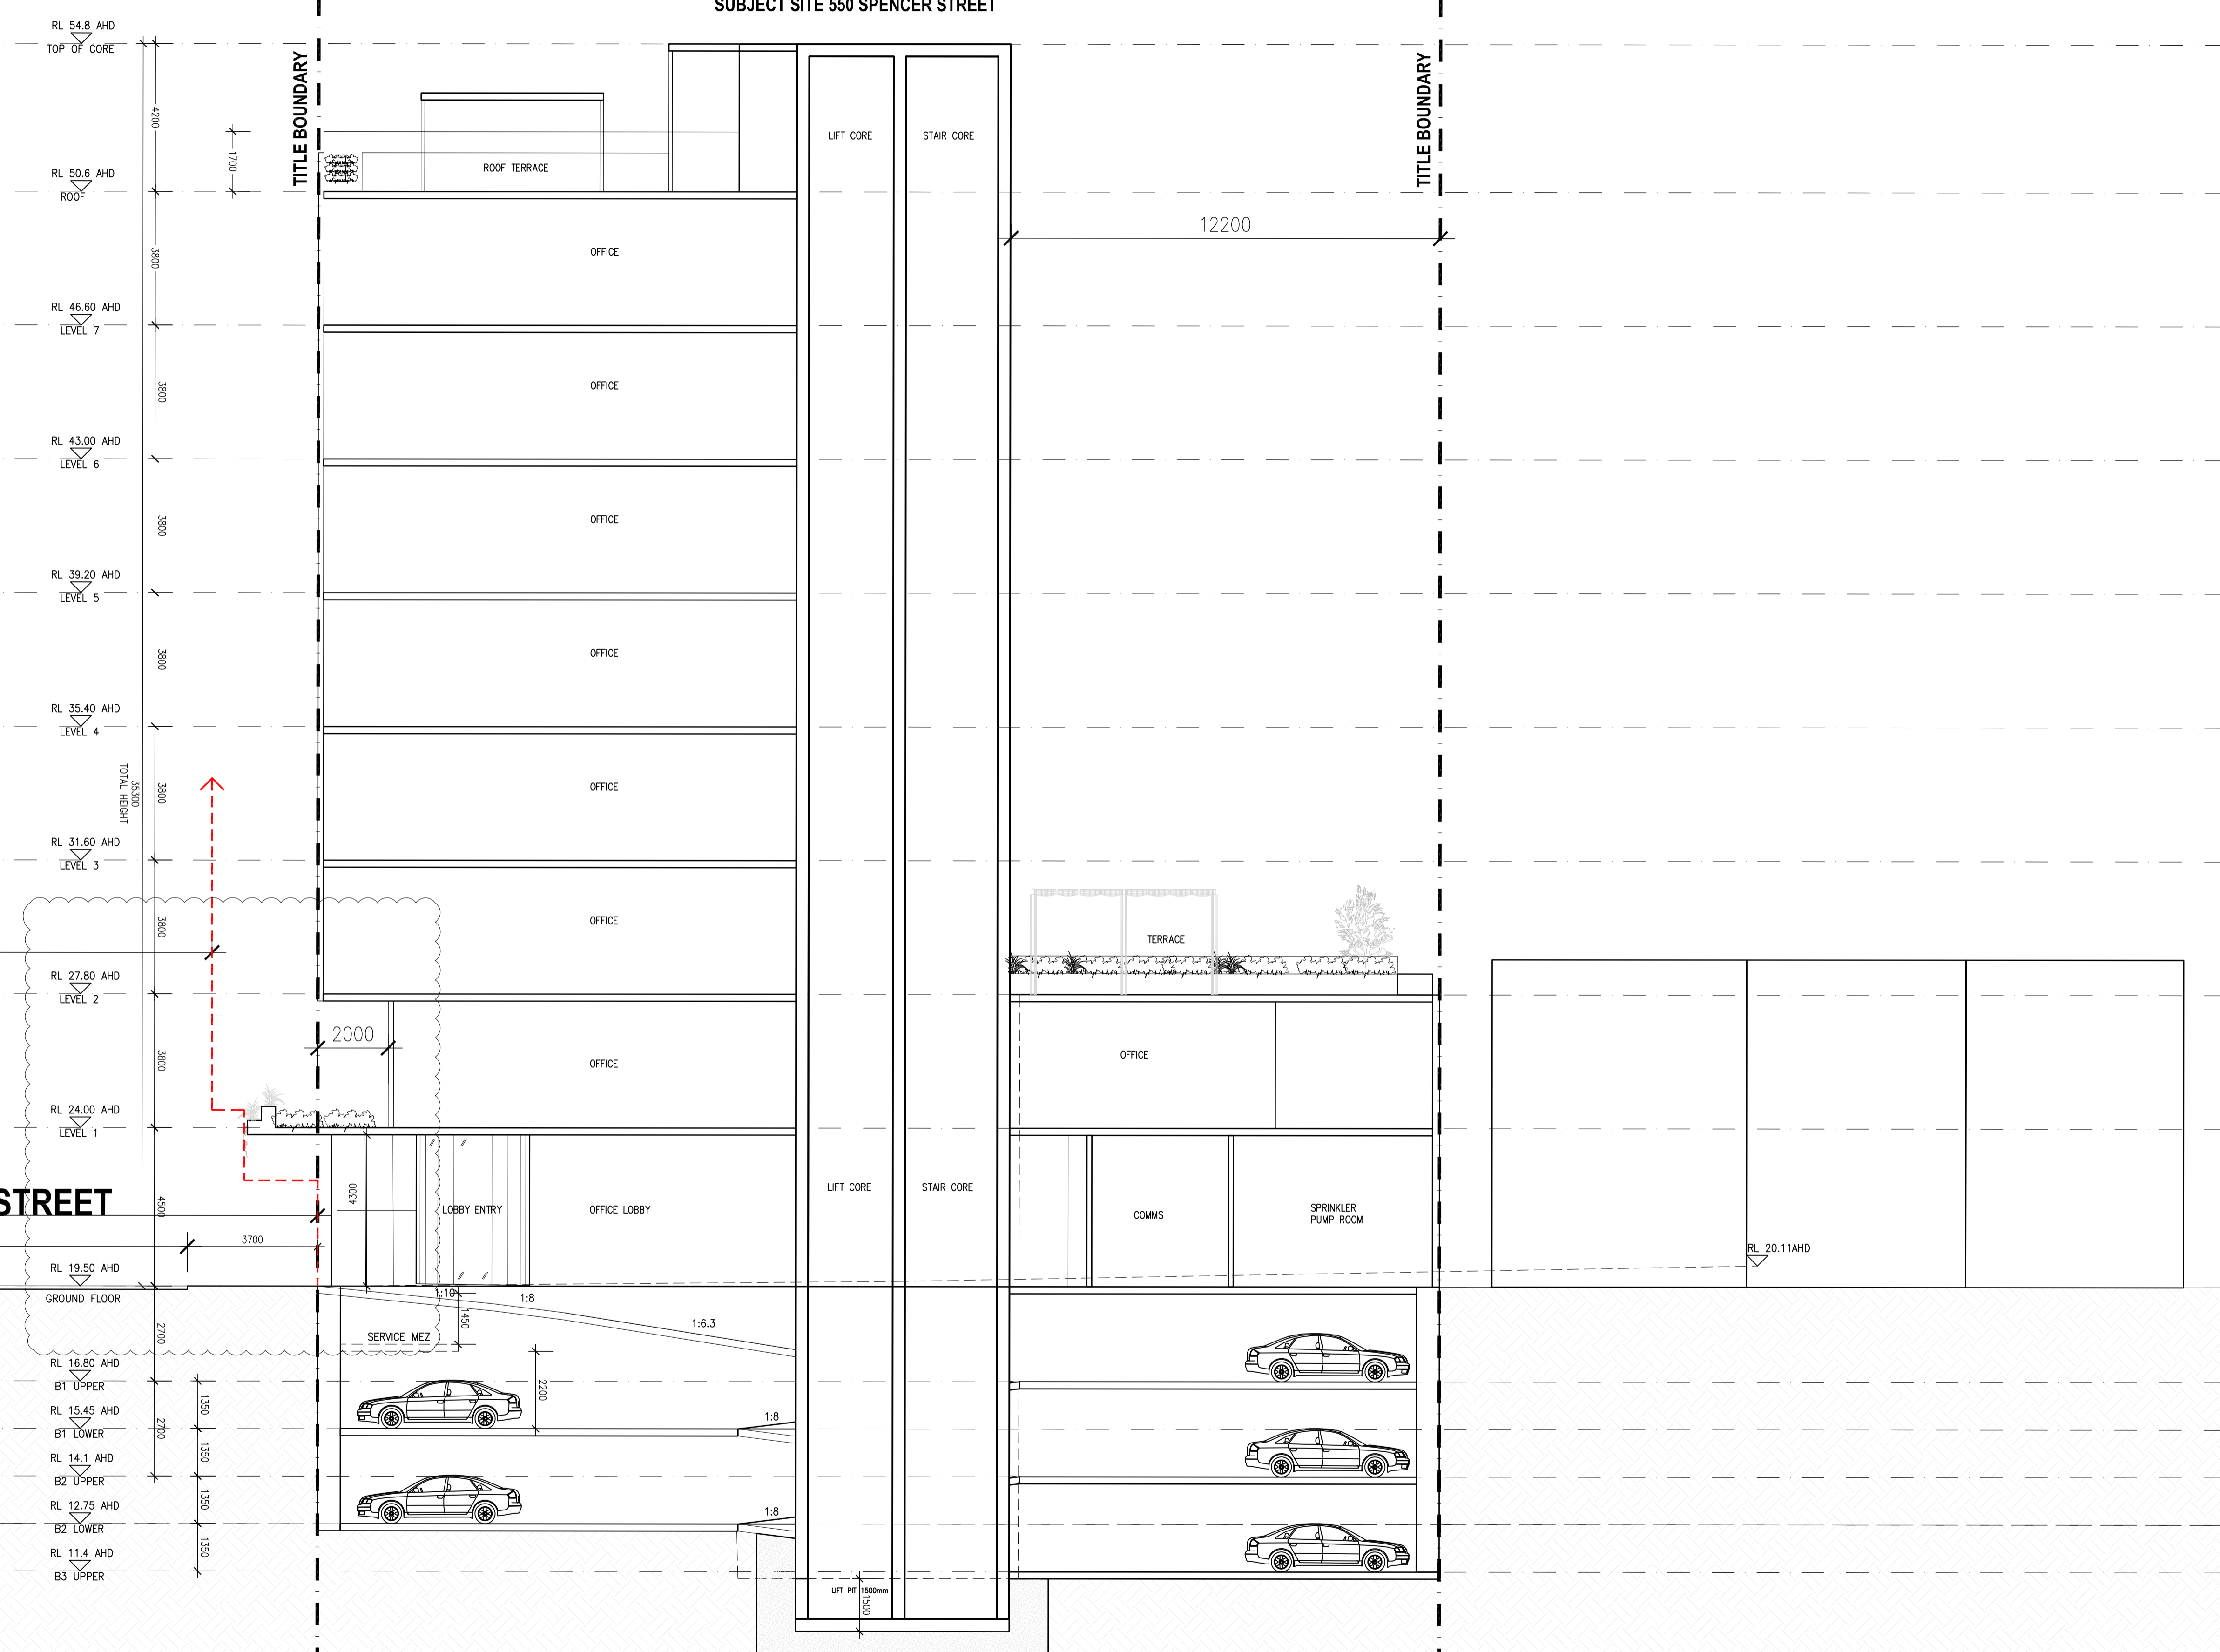 SUBJECT SITE 550 SPENCER STREET
RL 54.8 AHD
TOP OF CORE
TITLE BOUNDARY
TITLE BOUNDARY
4200
1700
LIFT CORE
STAIR CORE
ROOF TERRACE
RL 50.6 AHD
ROOF
12200
3800
OFFICE
RL 46.60 AHD
LEVEL 7
3800
OFFICE
RL 43.00 AHD
LEVEL 6
3800
OFFICE
RL 39.20 AHD
LEVEL 5
3800
OFFICE
RL 35.40 AHD
LEVEL 4
35300
TOTAL HEIGHT
3800
OFFICE
RL 31.60 AHD
LEVEL 3
3800
OFFICE
TERRACE
RL 27.80 AHD
LEVEL 2
2000
3800
OFFICE
OFFICE
RL 24.00 AHD
LEVEL 1
STREET
4500
4300
LOBBY ENTRY
OFFICE LOBBY
LIFT CORE
STAIR CORE
COMMS
SPRINKLER
PUMP ROOM
3700
RL 20.11AHD
RL 19.50 AHD
GROUND FLOOR
1:10
1:8
1:6.3
1450
2700
SERVICE MEZ
RL 16.80 AHD
B1 UPPER
1350
2200
RL 15.45 AHD
B1 LOWER
2700
1:8
1350
RL 14.1 AHD
B2 UPPER
1350
RL 12.75 AHD
B2 LOWER
1:8
1350
RL 11.4 AHD
B3 UPPER
LIFT PIT 1500mm
1500